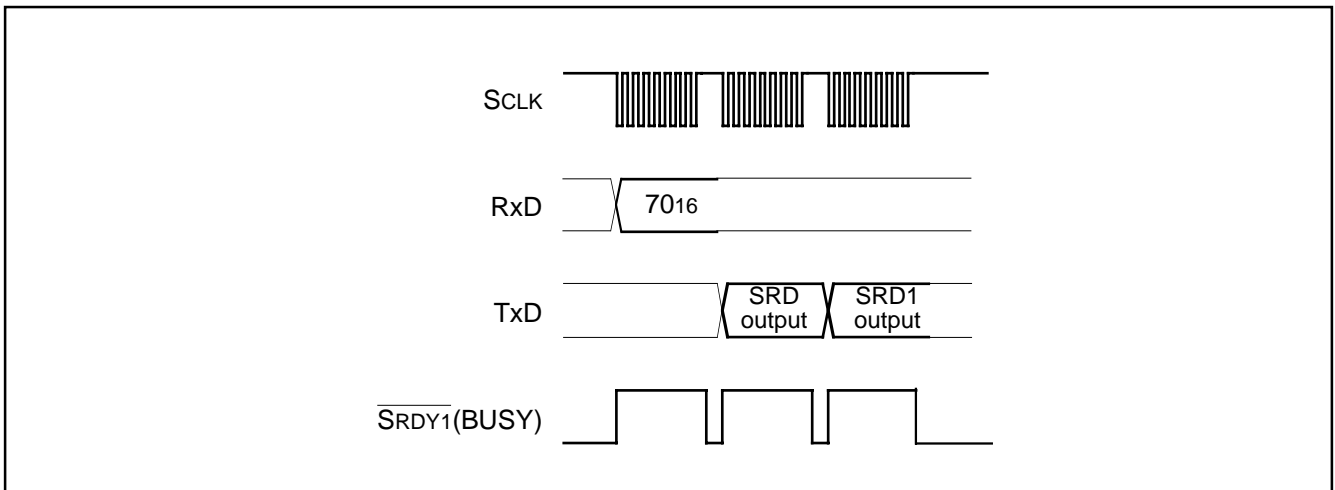 SCLK
RxD
7016
TxD
SRD
output
SRD1
output
SRDY1(BUSY)